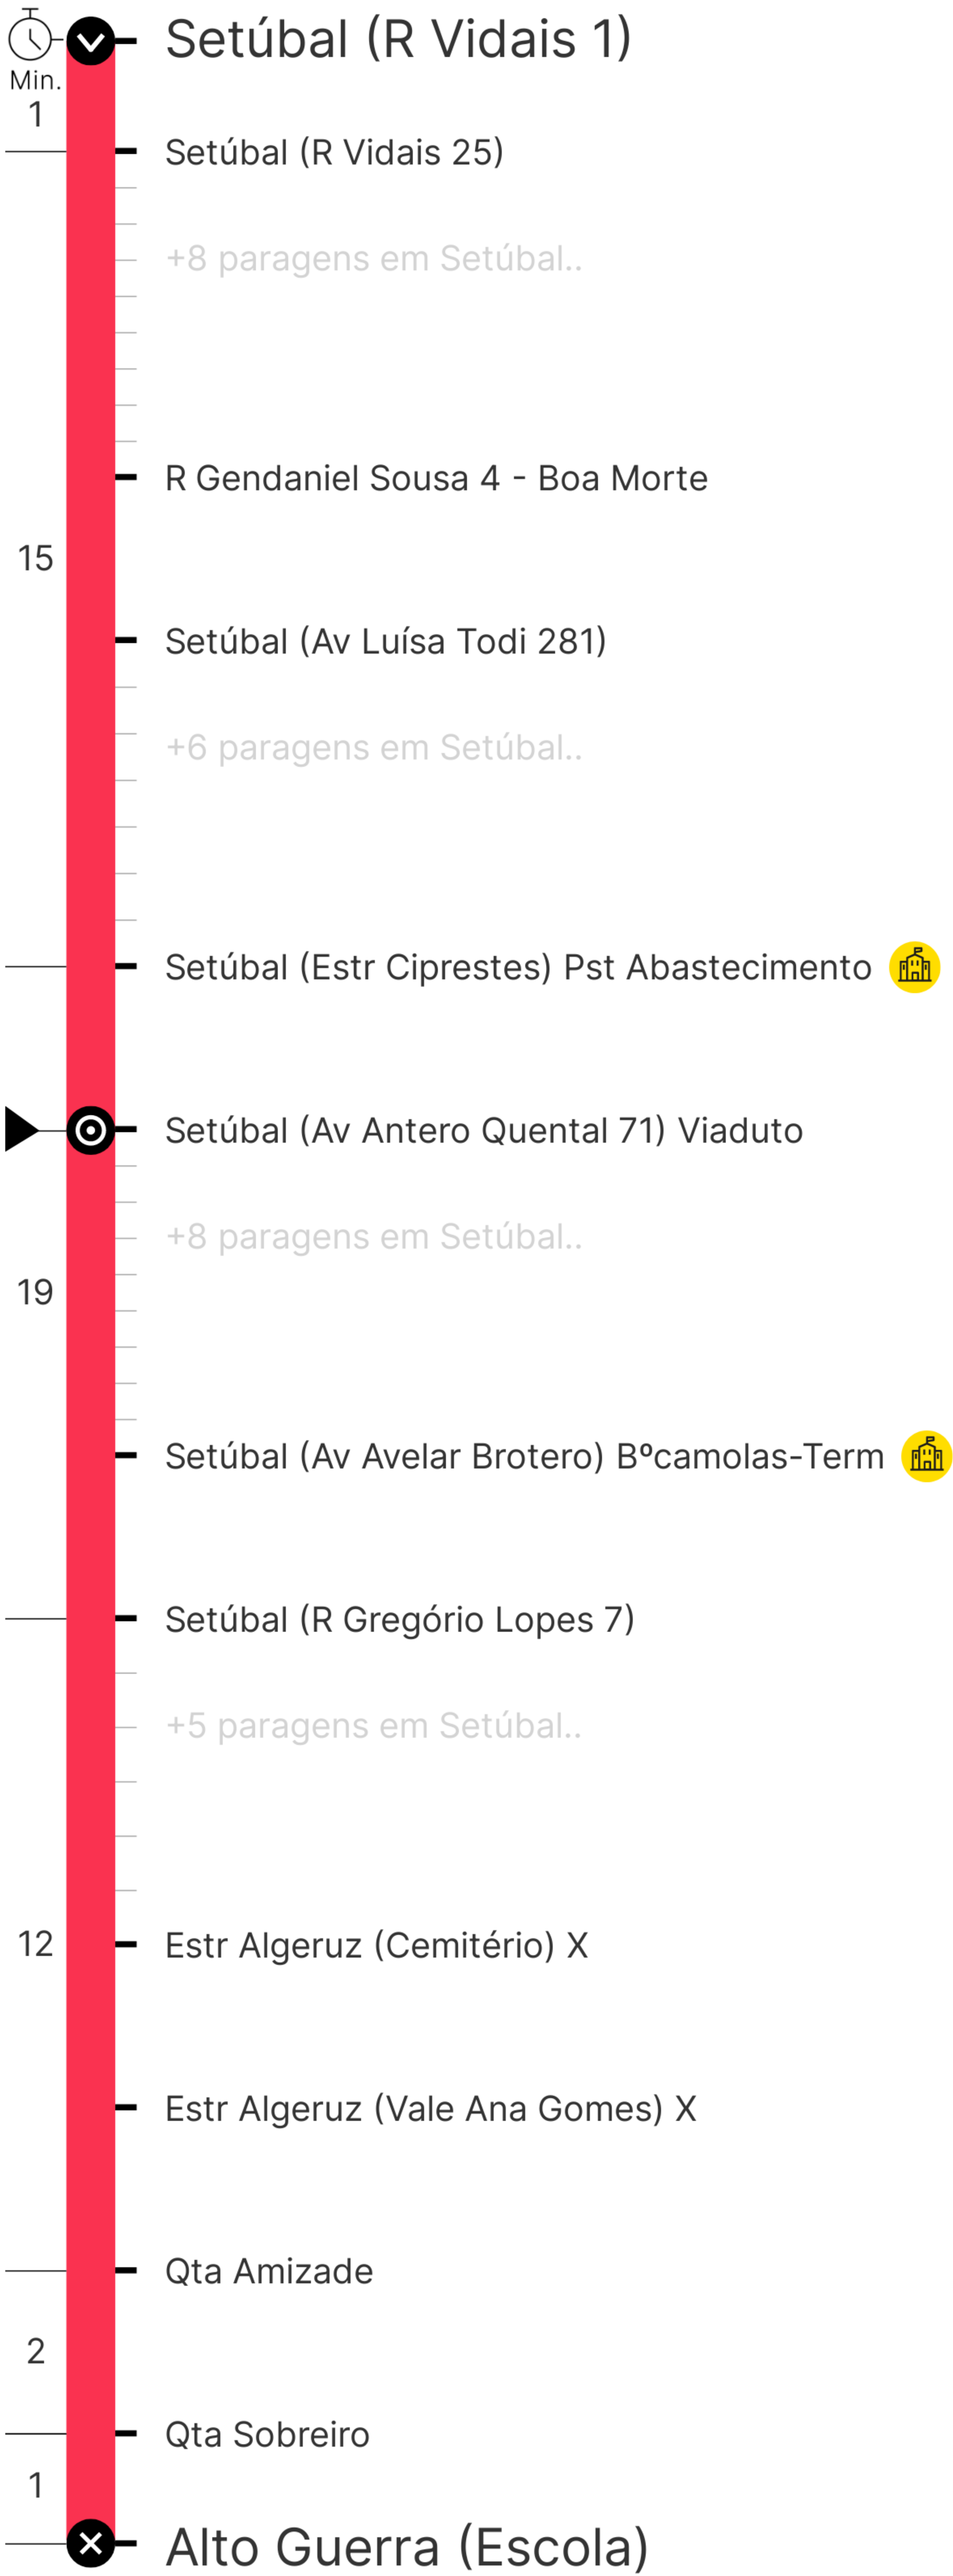 Setúbal (R Vidais 1)
Min.
1
Setúbal (R Vidais 25)
+8 paragens em Setúbal..
R Gendaniel Sousa 4 - Boa Morte
15
Setúbal (Av Luísa Todi 281)
+6 paragens em Setúbal..
Setúbal (Estr Ciprestes) Pst Abastecimento
Setúbal (Av Antero Quental 71) Viaduto
+8 paragens em Setúbal..
19
Setúbal (Av Avelar Brotero) Bºcamolas-Term
Setúbal (R Gregório Lopes 7)
+5 paragens em Setúbal..
12
Estr Algeruz (Cemitério) X
Estr Algeruz (Vale Ana Gomes) X
Qta Amizade
2
Qta Sobreiro
1
Alto Guerra (Escola)